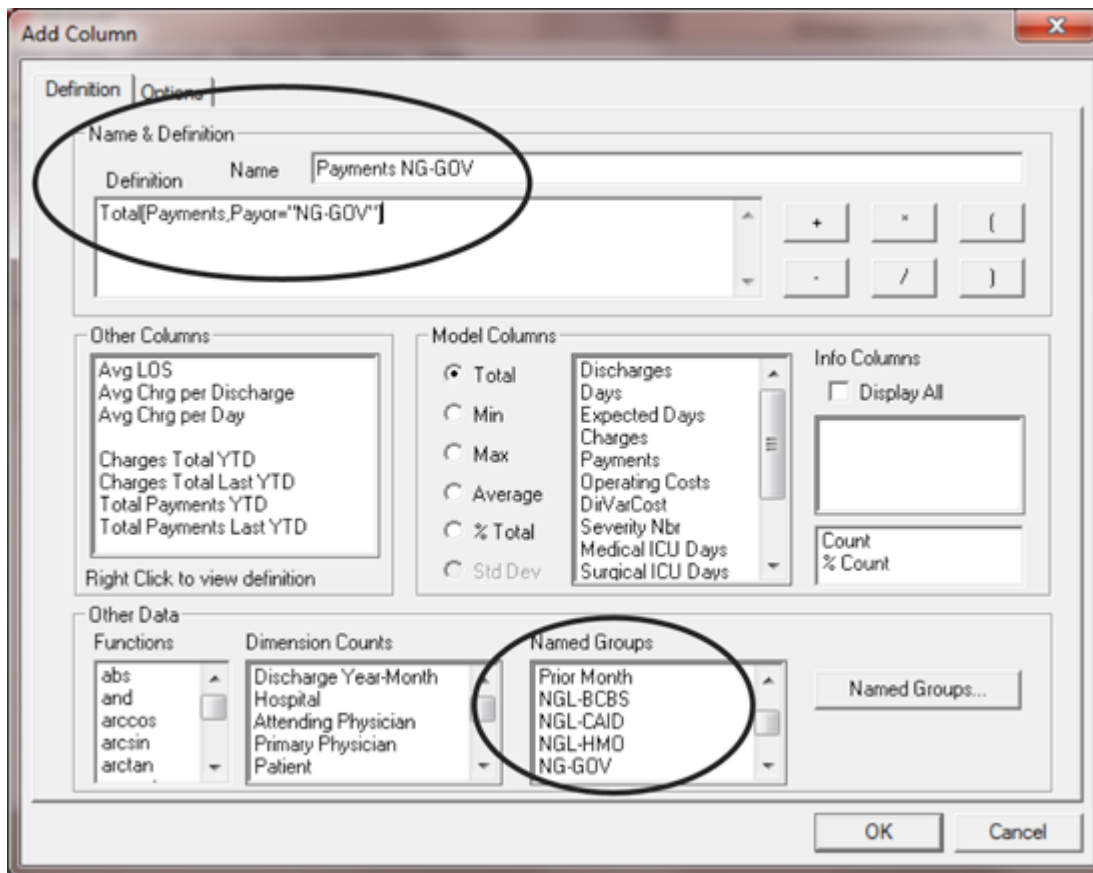 Add Column
Definition Options
Name & Definition
Definition Name Payments NG-GOV
Total[Payments,Payor="NG-GOV"]
+ * (
- / )
Other Columns
Avg LOS
Avg Chrg per Discharge
Avg Chrg per Day
Charges Total YTD
Charges Total Last YTD
Total Payments YTD
Total Payments Last YTD
Right Click to view definition
Model Columns
Total
Min
Max
Average
% Total
Std Dev
Discharges
Days
Expected Days
Charges
Payments
Operating Costs
DirVarCost
Severity Nbr
Medical ICU Days
Surgical ICU Days
Info Columns
Display All
Count
% Count
Other Data
Functions
abs
and
arccos
arcsin
arctan
Dimension Counts
Discharge Year-Month
Hospital
Attending Physician
Primary Physician
Patient
Named Groups
Prior Month
NGL-BCBS
NGL-CAID
NGL-HMO
NG-GOV
Named Groups...
OK Cancel